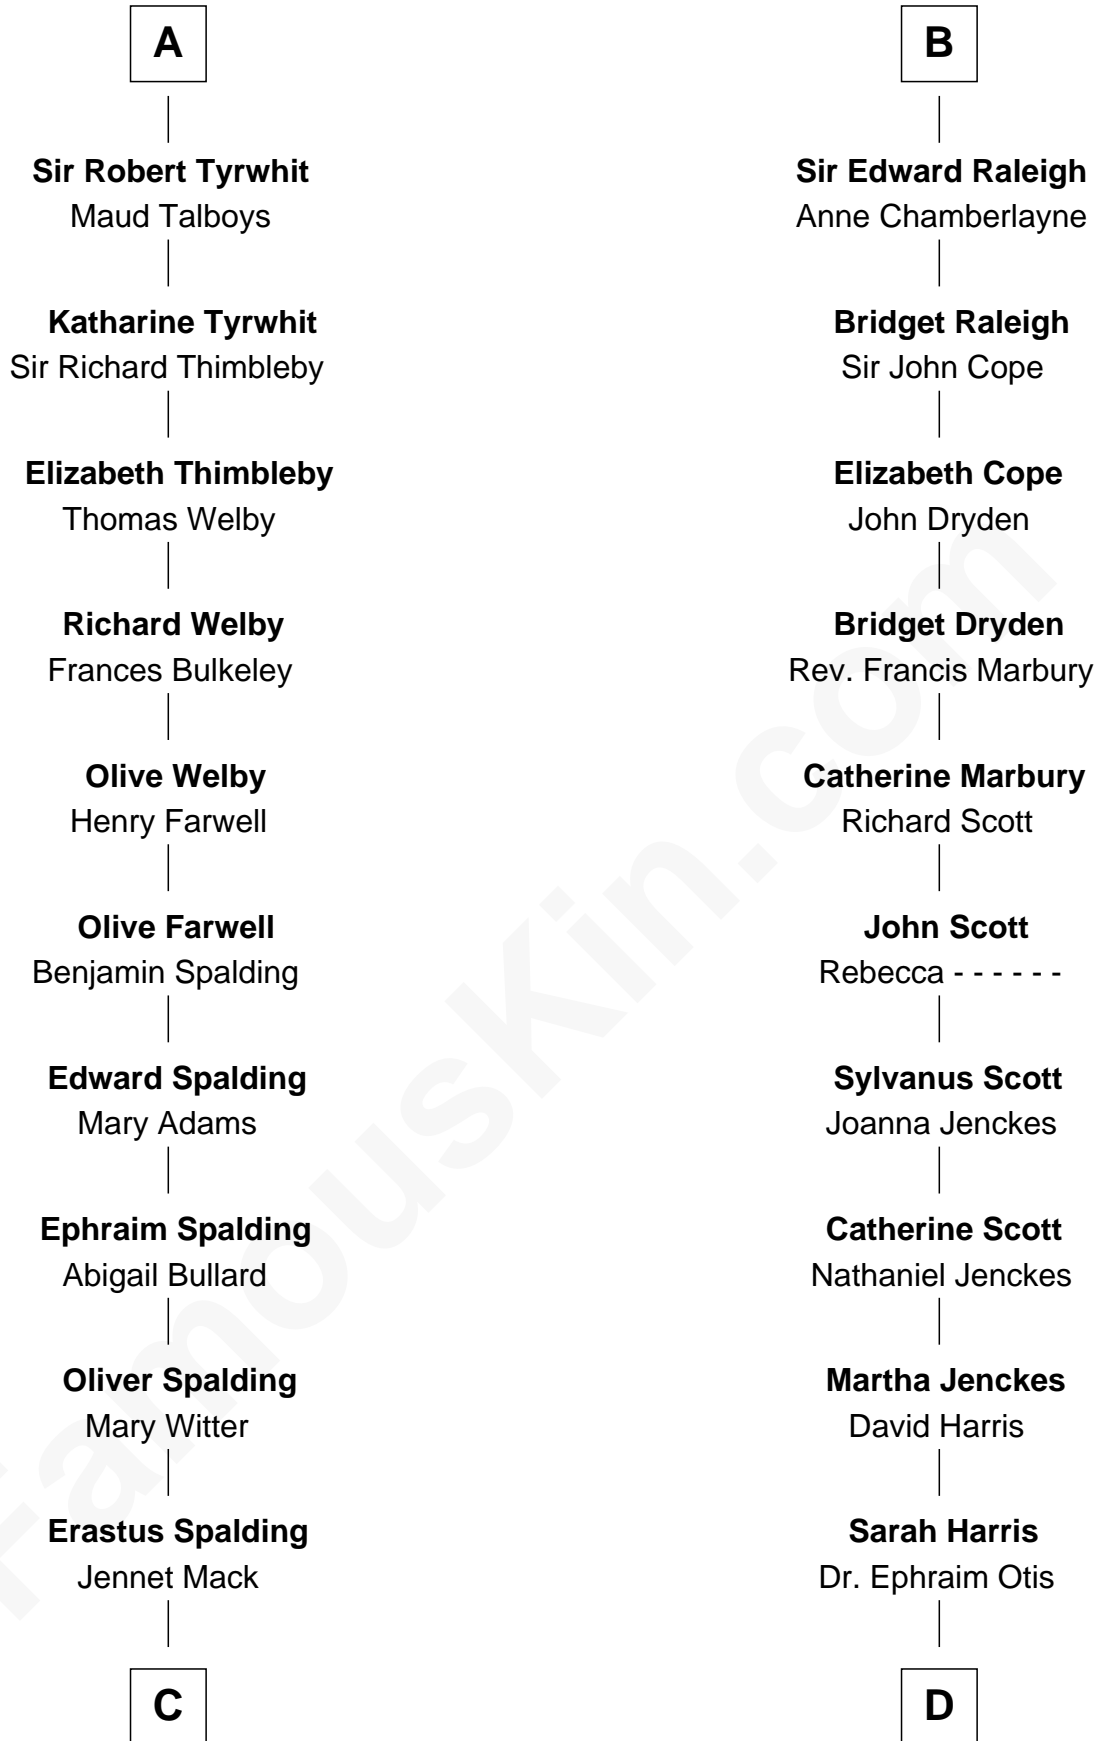 A
Sir Robert Tyrwhit
Maud Talboys
Katharine Tyrwhit
Sir Richard Thimbleby
Elizabeth Thimbleby
Thomas Welby
Richard Welby
Frances Bulkeley
Olive Welby
Henry Farwell
Olive Farwell
Benjamin Spalding
Edward Spalding
Mary Adams
Ephraim Spalding
Abigail Bullard
Oliver Spalding
Mary Witter
Erastus Spalding
Jennet Mack
C
B
Sir Edward Raleigh
Anne Chamberlayne
Bridget Raleigh
Sir John Cope
Elizabeth Cope
John Dryden
Bridget Dryden
Rev. Francis Marbury
Catherine Marbury
Richard Scott
John Scott
Rebecca - - - - - -
Sylvanus Scott
Joanna Jenckes
Catherine Scott
Nathaniel Jenckes
Martha Jenckes
David Harris
Sarah Harris
Dr. Ephraim Otis
D
FamousKin.com